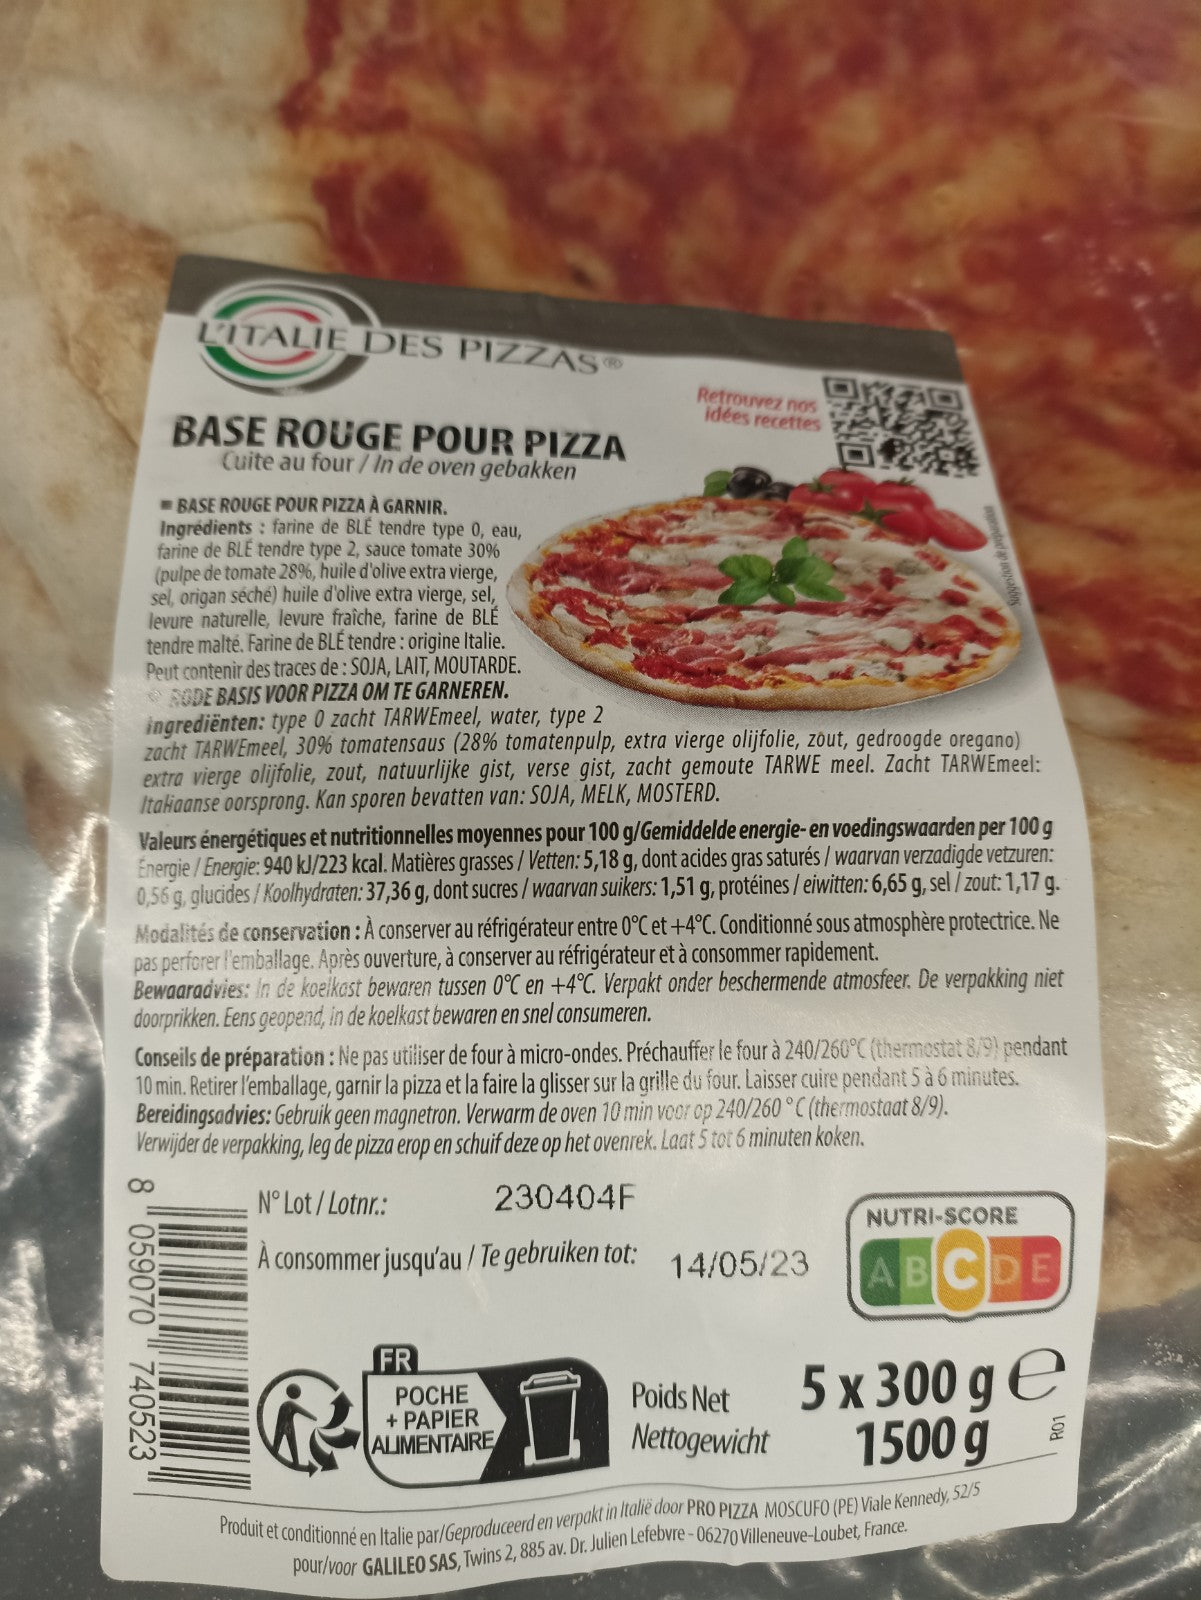 L'ITALIE DES PIZZAS®
Retrouvez nos
idées recettes
BASE ROUGE POUR PIZZA
Cuite au four / In de oven gebakken
BASE ROUGE POUR PIZZA À GARNIR.
Ingrédients : farine de BLÉ tendre type 0, eau,
farine de BLÉ tendre type 2, sauce tomate 30%
(pulpe de tomate 28%, huile d'olive extra vierge,
sel, origan séché) huile d'olive extra vierge, sel,
levure naturelle, levure fraîche, farine de BLÉ
tendre malté. Farine de BLÉ tendre : origine Italie.
Peut contenir des traces de : SOJA, LAIT, MOUTARDE.
Suggestion de préparation
RODE BASIS VOOR PIZZA OM TE GARNEREN.
ingrediënten: type 0 zacht TARWEmeel, water, type 2
zacht TARWEmeel, 30% tomatensaus (28% tomatenpulp, extra vierge olijfolie, zout, gedroogde oregano)
extra vierge olijfolie, zout, natuurlijke gist, verse gist, zacht gemoute TARWE meel. Zacht TARWEmeel:
Italiaanse oorsprong. Kan sporen bevatten van: SOJA, MELK, MOSTERD.
Valeurs énergétiques et nutritionnelles moyennes pour 100 g/Gemiddelde energie- en voedingswaarden per 100 g
Énergie / Energie: 940 kJ/223 kcal. Matières grasses / Vetten: 5,18 g, dont acides gras saturés / waarvan verzadigde vetzuren:
0,56 g, glucides / Koolhydraten: 37,36 g, dont sucres / waarvan suikers: 1,51 g, protéines / eiwitten: 6,65 g, sel / zout: 1,17 g.
Modalités de conservation : À conserver au réfrigérateur entre 0°C et +4°C. Conditionné sous atmosphère protectrice. Ne
pas perforer l'emballage. Après ouverture, à conserver au réfrigérateur et à consommer rapidement.
Bewaaradvies: In de koelkast bewaren tussen 0°C en +4°C. Verpakt onder beschermende atmosfeer. De verpakking niet
doorprikken. Eens geopend, in de koelkast bewaren en snel consumeren.
Conseils de préparation : Ne pas utiliser de four à micro-ondes. Préchauffer le four à 240/260°C (thermostat 8/9) pendant
10 min. Retirer l'emballage, garnir la pizza et la faire la glisser sur la grille du four. Laisser cuire pendant 5 à 6 minutes.
Bereidingsadvies: Gebruik geen magnetron. Verwarm de oven 10 min voor op 240/260 °C (thermostaat 8/9).
Verwijder de verpakking, leg de pizza erop en schuif deze op het ovenrek. Laat 5 tot 6 minuten koken.
N° Lot / Lotnr.: 230404F
À consommer jusqu'au / Te gebruiken tot: 14/05/23
NUTRI-SCORE
A B C D E
8 059070 740523
FR
POCHE
+ PAPIER
ALIMENTAIRE
Poids Net
Nettogewicht
5 x 300 g e
1500 g
R01
Produit et conditionné en Italie par/Geproduceerd en verpakt in Italië door PRO PIZZA MOSCUFO (PE) Viale Kennedy, 52/5
pour/voor GALILEO SAS, Twins 2, 885 av. Dr. Julien Lefebvre - 06270 Villeneuve-Loubet, France.